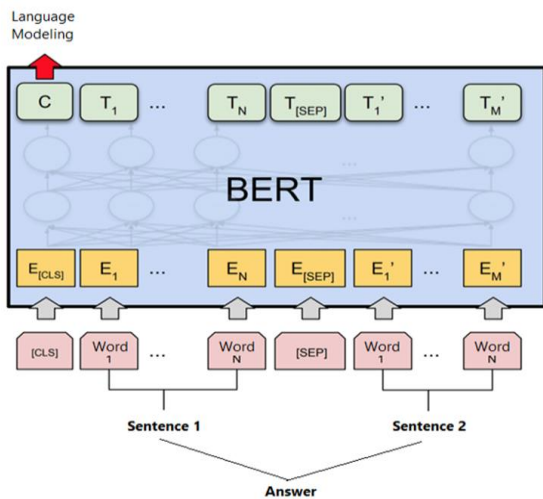 Language
Modeling
C T1 ... TN T[SEP] T1' ... TM'
...
BERT
...
E[CLS] E1 ... EN E[SEP] E1' ... EM'
[CLS] Word 1 ... Word N [SEP] Word 1 ... Word N
Sentence 1 Sentence 2
Answer